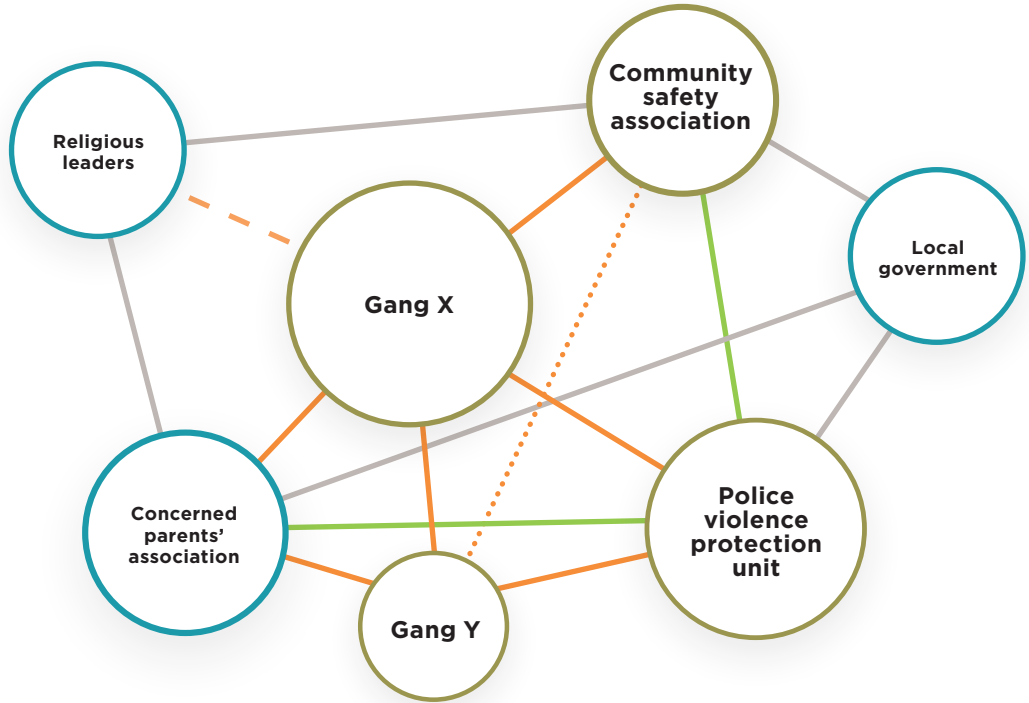 Community
safety
association
Religious
leaders
Local
government
Gang X
Concerned
parents’
association
Police
violence
protection
unit
Gang Y